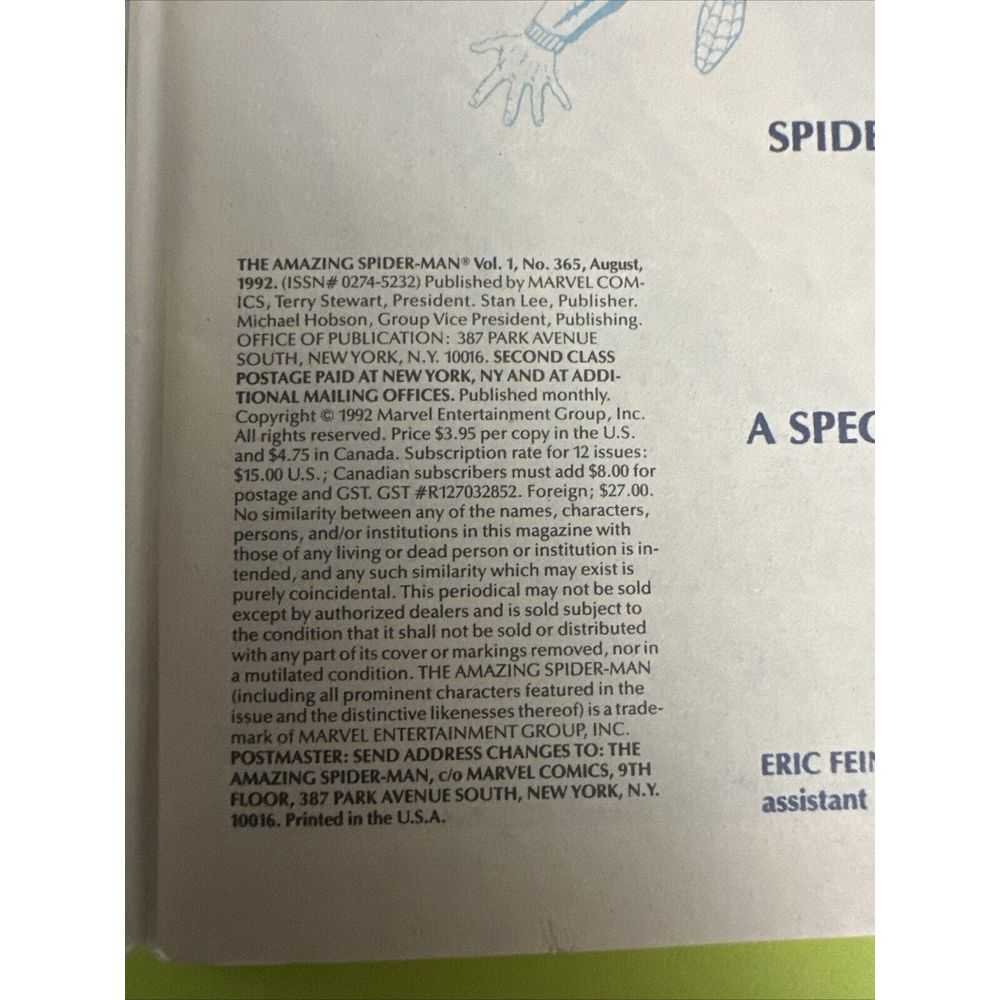 SPIDE
THE AMAZING SPIDER-MAN® Vol. 1, No. 365, August,
1992. (ISSN# 0274-5232) Published by MARVEL COM-
ICS, Terry Stewart, President. Stan Lee, Publisher.
Michael Hobson, Group Vice President, Publishing.
OFFICE OF PUBLICATION: 387 PARK AVENUE
SOUTH, NEW YORK, N.Y. 10016. SECOND CLASS
POSTAGE PAID AT NEW YORK, NY AND AT ADDI-
TIONAL MAILING OFFICES. Published monthly.
Copyright © 1992 Marvel Entertainment Group, Inc.
All rights reserved. Price $3.95 per copy in the U.S.
and $4.75 in Canada. Subscription rate for 12 issues:
$15.00 U.S.; Canadian subscribers must add $8.00 for
postage and GST. GST #R127032852. Foreign; $27.00.
No similarity between any of the names, characters,
persons, and/or institutions in this magazine with
those of any living or dead person or institution is in-
tended, and any such similarity which may exist is
purely coincidental. This periodical may not be sold
except by authorized dealers and is sold subject to
the condition that it shall not be sold or distributed
with any part of its cover or markings removed, nor in
a mutilated condition. THE AMAZING SPIDER-MAN
(including all prominent characters featured in the
issue and the distinctive likenesses thereof) is a trade-
mark of MARVEL ENTERTAINMENT GROUP, INC.
POSTMASTER: SEND ADDRESS CHANGES TO: THE
AMAZING SPIDER-MAN, c/o MARVEL COMICS, 9TH
FLOOR, 387 PARK AVENUE SOUTH, NEW YORK, N.Y.
10016. Printed in the U.S.A.
A SPEC
ERIC FEIN
assistant